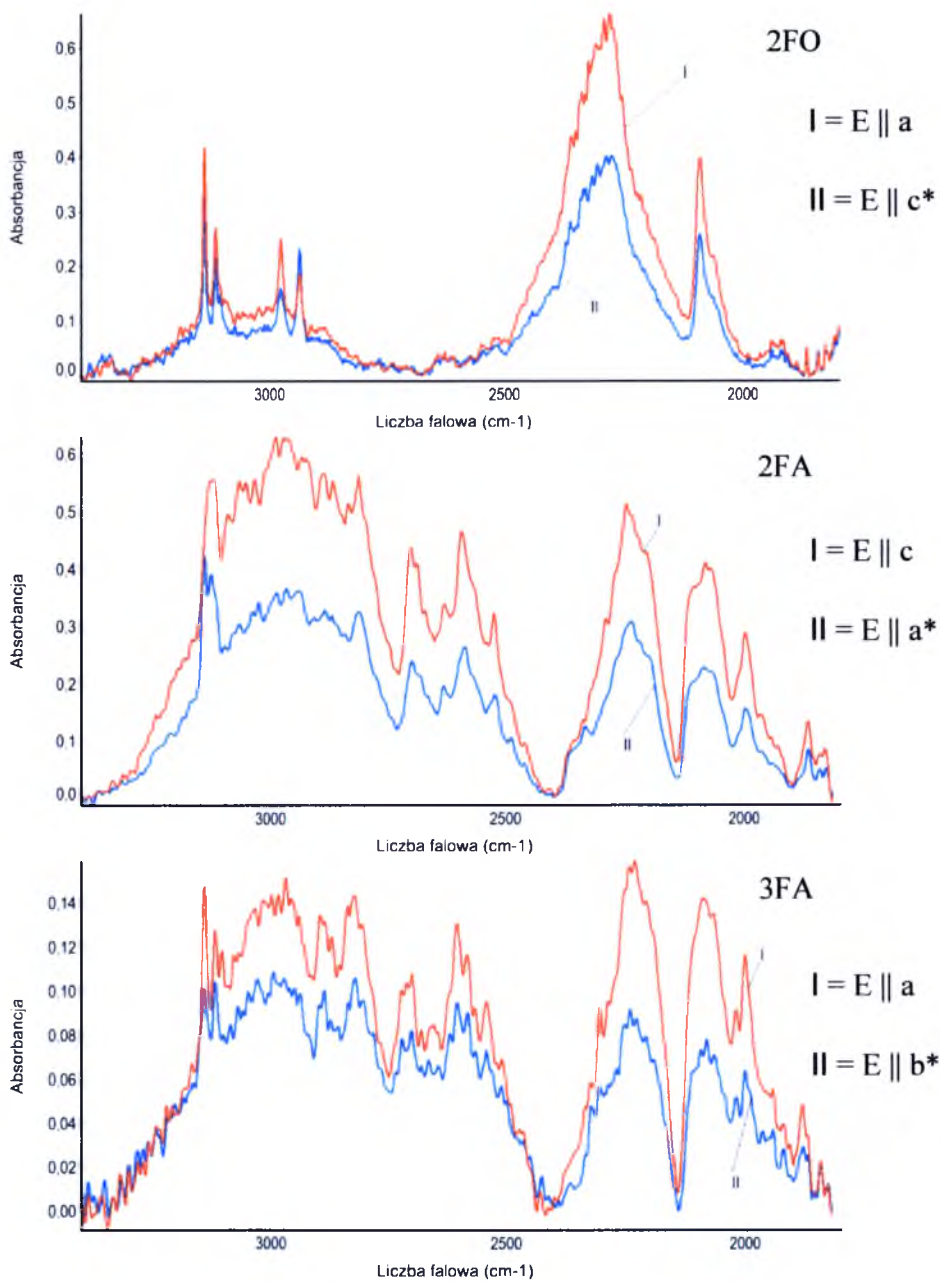 2FO
I = E || a
II = E || c*
Absorbancja
0.6
0.5
0.4
0.3
0.2
0.1
0.0
I
II
3000
2500
2000
Liczba falowa (cm-1)
2FA
I = E || c
II = E || a*
Absorbancja
0.6
0.5
0.4
0.3
0.2
0.1
0.0
I
II
3000
2500
2000
Liczba falowa (cm-1)
3FA
I = E || a
II = E || b*
Absorbancja
0.14
0.12
0.10
0.08
0.06
0.04
0.02
0.00
I
II
3000
2500
2000
Liczba falowa (cm-1)